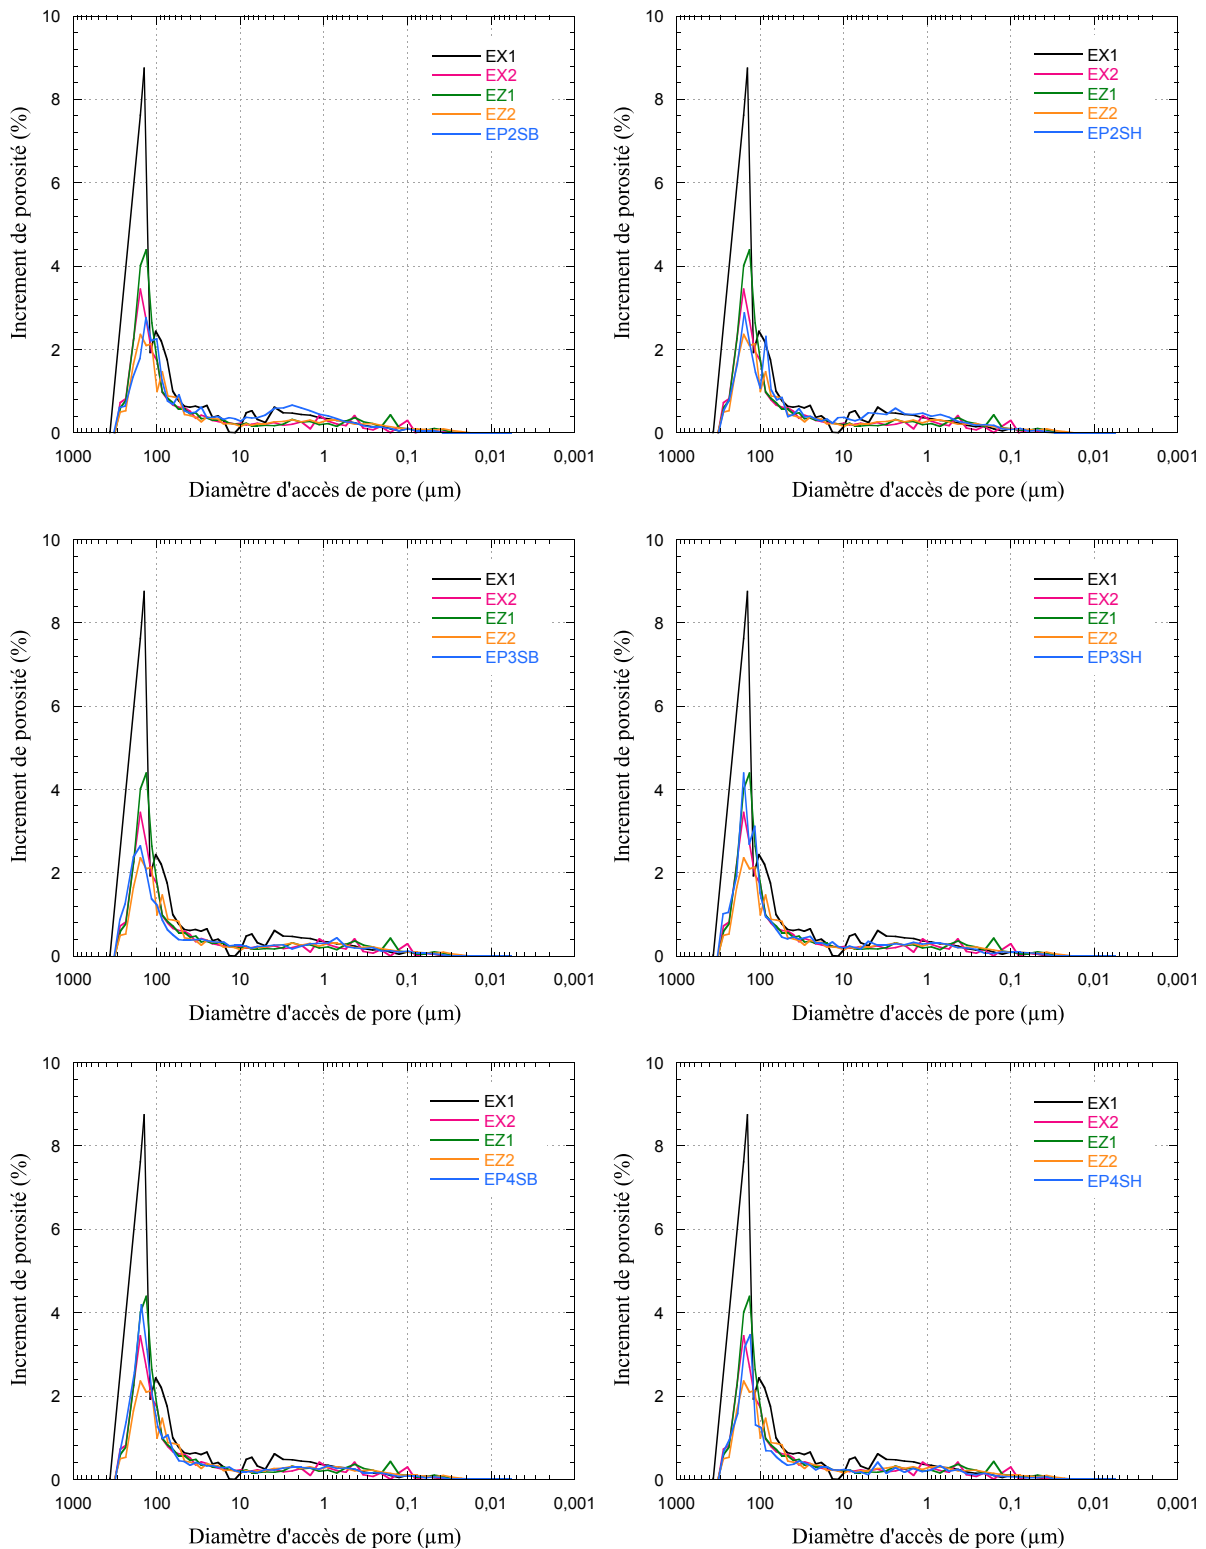 10
8
6
4
2
0
Increment de porosité (%)
EX1
EX2
EZ1
EZ2
EP2SB
1000 100 10 1 0,1 0,01 0,001
Diamètre d'accès de pore (µm)
10
8
6
4
2
0
Increment de porosité (%)
EX1
EX2
EZ1
EZ2
EP2SH
1000 100 10 1 0,1 0,01 0,001
Diamètre d'accès de pore (µm)
10
8
6
4
2
0
Increment de porosité (%)
EX1
EX2
EZ1
EZ2
EP3SB
1000 100 10 1 0,1 0,01 0,001
Diamètre d'accès de pore (µm)
10
8
6
4
2
0
Increment de porosité (%)
EX1
EX2
EZ1
EZ2
EP3SH
1000 100 10 1 0,1 0,01 0,001
Diamètre d'accès de pore (µm)
10
8
6
4
2
0
Increment de porosité (%)
EX1
EX2
EZ1
EZ2
EP4SB
1000 100 10 1 0,1 0,01 0,001
Diamètre d'accès de pore (µm)
10
8
6
4
2
0
Increment de porosité (%)
EX1
EX2
EZ1
EZ2
EP4SH
1000 100 10 1 0,1 0,01 0,001
Diamètre d'accès de pore (µm)